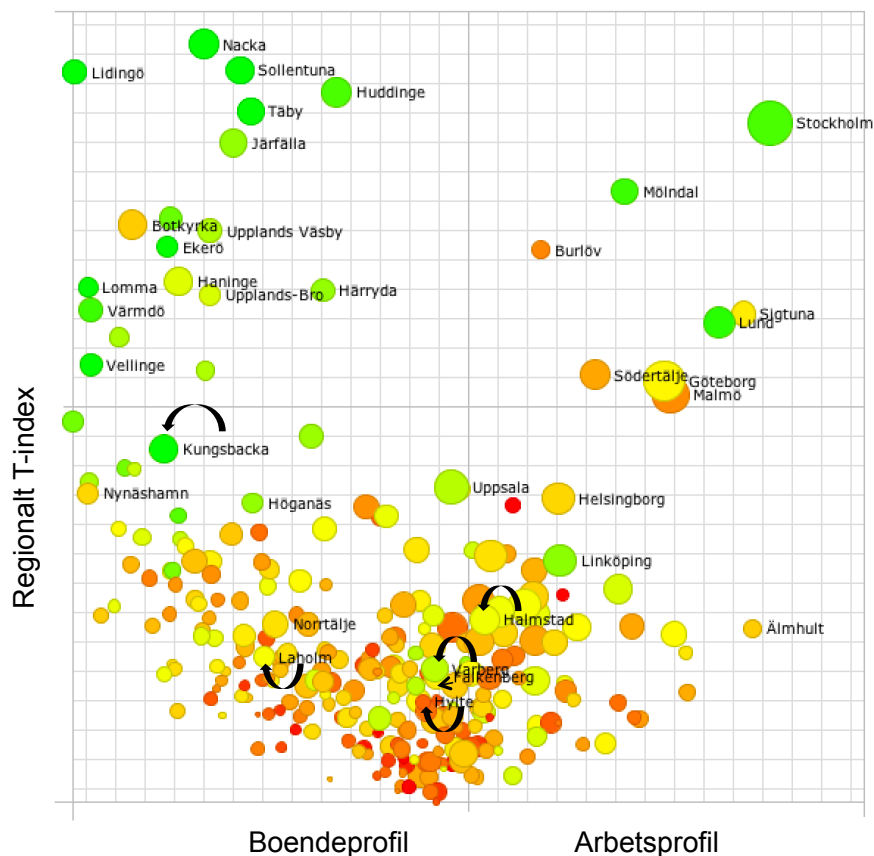 Nacka
Lidingö
Sollentuna
Huddinge
Täby
Stockholm
Järfälla
Mölndal
Botkyrka
Upplands Väsby
Ekerö
Burlöv
Haninge
Lomma
Upplands-Bro
Härryda
Värmdö
Sigtuna
Lund
Vellinge
Södertälje
Göteborg
Malmö
Kungsbacka
Uppsala
Nynäshamn
Höganäs
Helsingborg
Linköping
Regionalt T-index
Halmstad
Norrtälje
Älmhult
Laholm
Varberg
Falkenberg
Hylte
Boendeprofil
Arbetsprofil